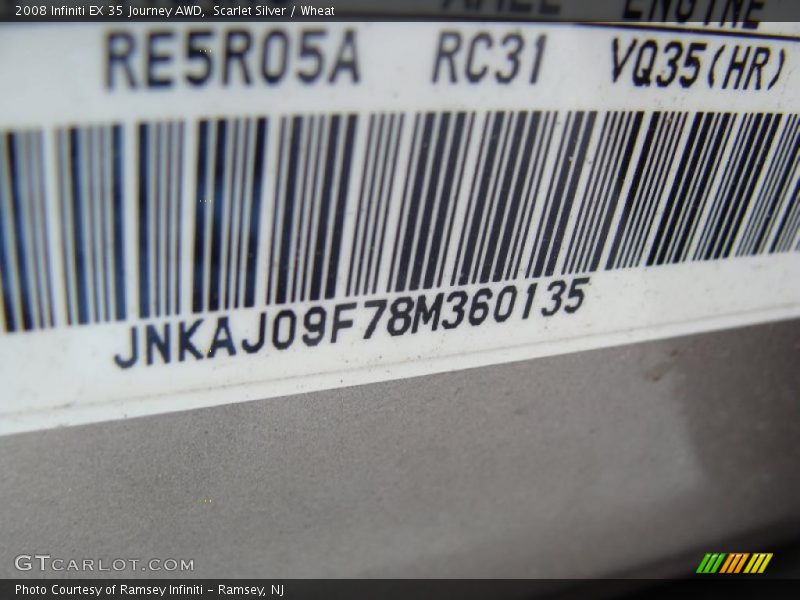 2008 Infiniti EX 35 Journey AWD, Scarlet Silver / Wheat
AXLE ENGINE
RE5R05A RC31 VQ35(HR)
JNKAJ09F78M360135
GTCARLOT.COM
Photo Courtesy of Ramsey Infiniti – Ramsey, NJ